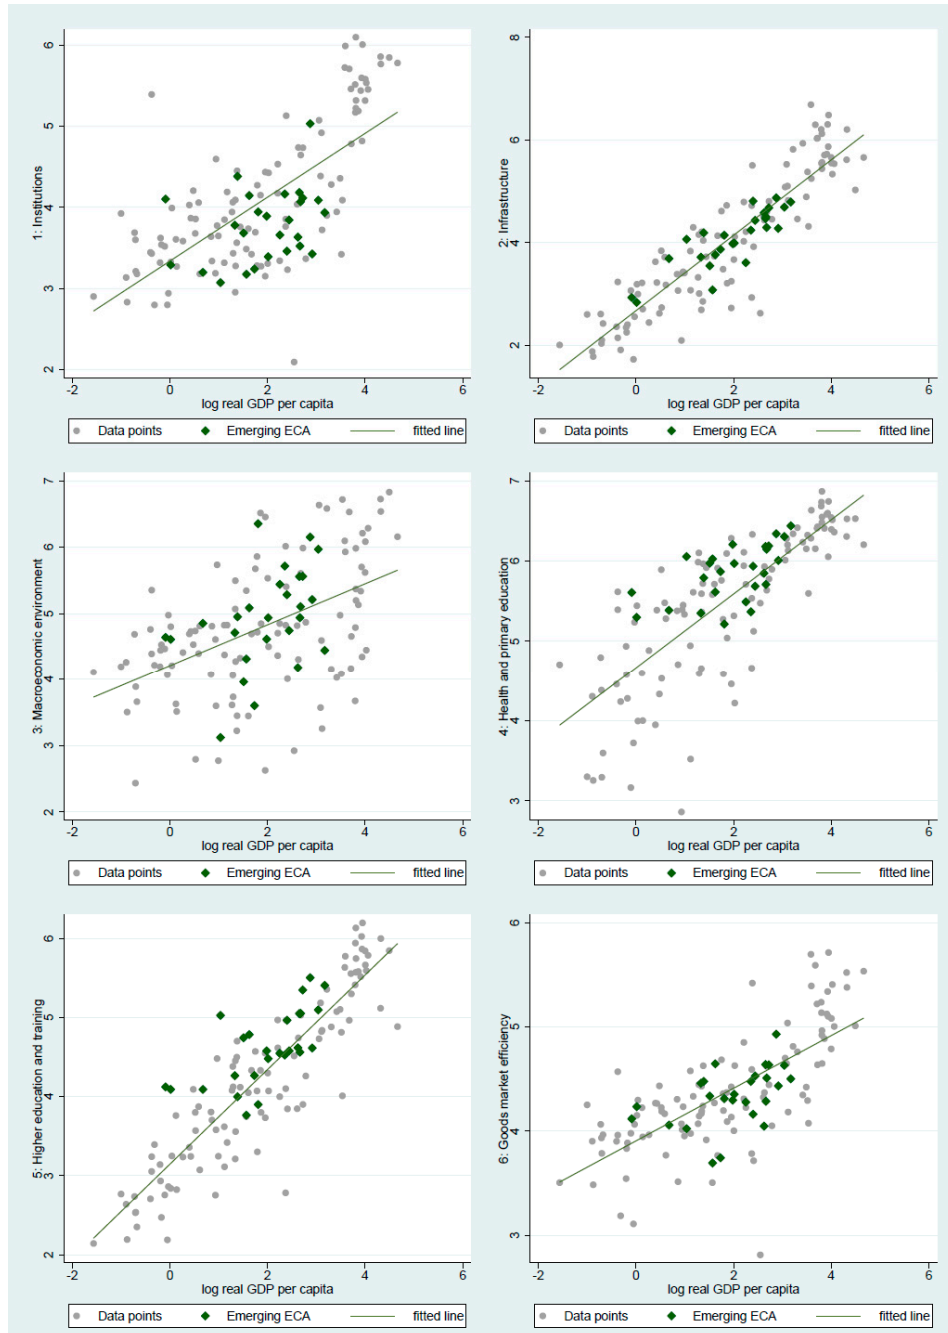 6
5
4
3
2
1: Institutions
-2 0 2 4 6
log real GDP per capita
Data points Emerging ECA fitted line
8
6
4
2
2: Infrastructure
-2 0 2 4 6
log real GDP per capita
Data points Emerging ECA fitted line
7
6
5
4
3
2
3: Macroeconomic environment
-2 0 2 4 6
log real GDP per capita
Data points Emerging ECA fitted line
7
6
5
4
3
4: Health and primary education
-2 0 2 4 6
log real GDP per capita
Data points Emerging ECA fitted line
6
5
4
3
2
5: Higher education and training
-2 0 2 4 6
log real GDP per capita
Data points Emerging ECA fitted line
6
5
4
3
6: Goods market efficiency
-2 0 2 4 6
log real GDP per capita
Data points Emerging ECA fitted line